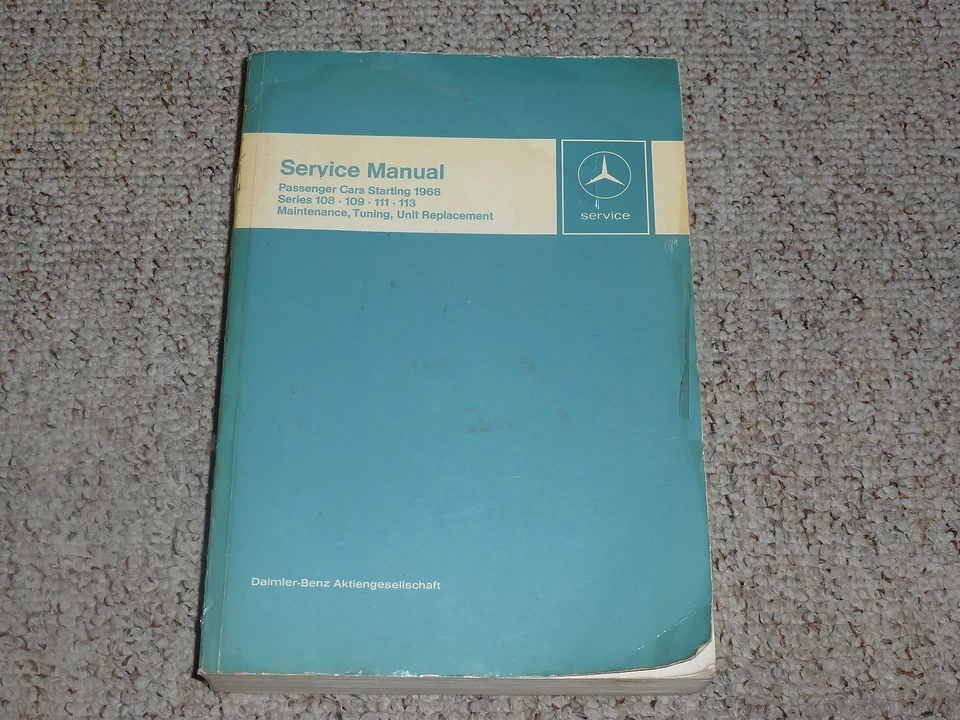 Service Manual
Passenger Cars Starting 1968
Series 108 · 109 · 111 · 113
Maintenance, Tuning, Unit Replacement
service
Daimler-Benz Aktiengesellschaft